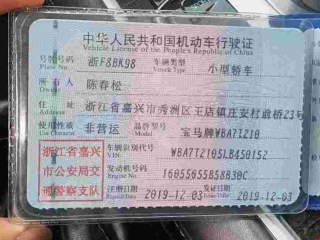 中华人民共和国机动车行驶证
Vehicle License of the People's Republic of China
号牌号码 浙F8BK98 车辆类型 小型轿车
Plate No. Vehicle Type
所有人 陈春松
Owner
住址 浙江省嘉兴市秀洲区王店镇庄安村前桥23号
Address
使用性质 非营运 品牌型号 宝马牌WBA7T210
Use Character Model
浙江省嘉兴市公安局交通警察支队
车辆识别代号 WBA7T2105LB450152
VIN
发动机号码 16055655B58B30C
Engine No.
注册日期 2019-12-03 发证日期 2019-12-03
Register Date Issue Date